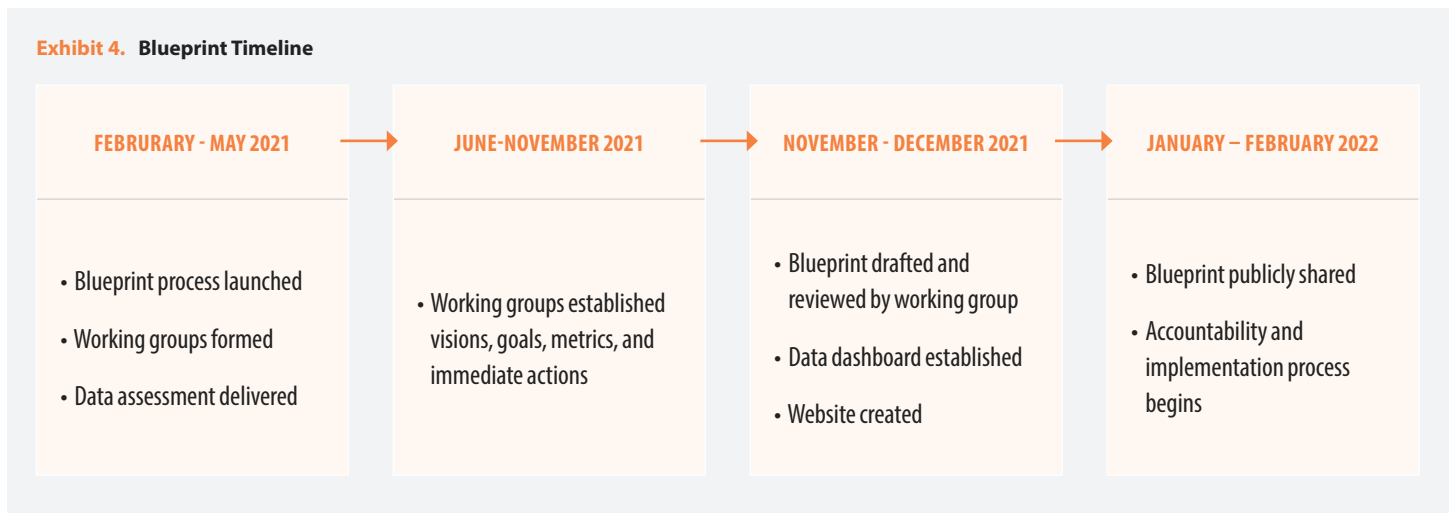 Exhibit 4. Blueprint Timeline
FEBRURARY - MAY 2021
• Blueprint process launched
• Working groups formed
• Data assessment delivered
JUNE-NOVEMBER 2021
• Working groups established
visions, goals, metrics, and
immediate actions
NOVEMBER - DECEMBER 2021
• Blueprint drafted and
reviewed by working group
• Data dashboard established
• Website created
JANUARY – FEBRUARY 2022
• Blueprint publicly shared
• Accountability and
implementation process
begins